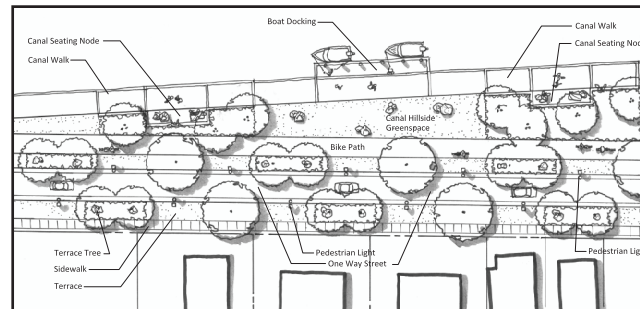 Boat Docking
Canal Walk
Canal Seating Node
Canal Seating
Canal Walk
Canal Hillside
Greenspace
Bike Path
Terrace Tree
Sidewalk
Terrace
Pedestrian Light
One Way Street
Pedestrian